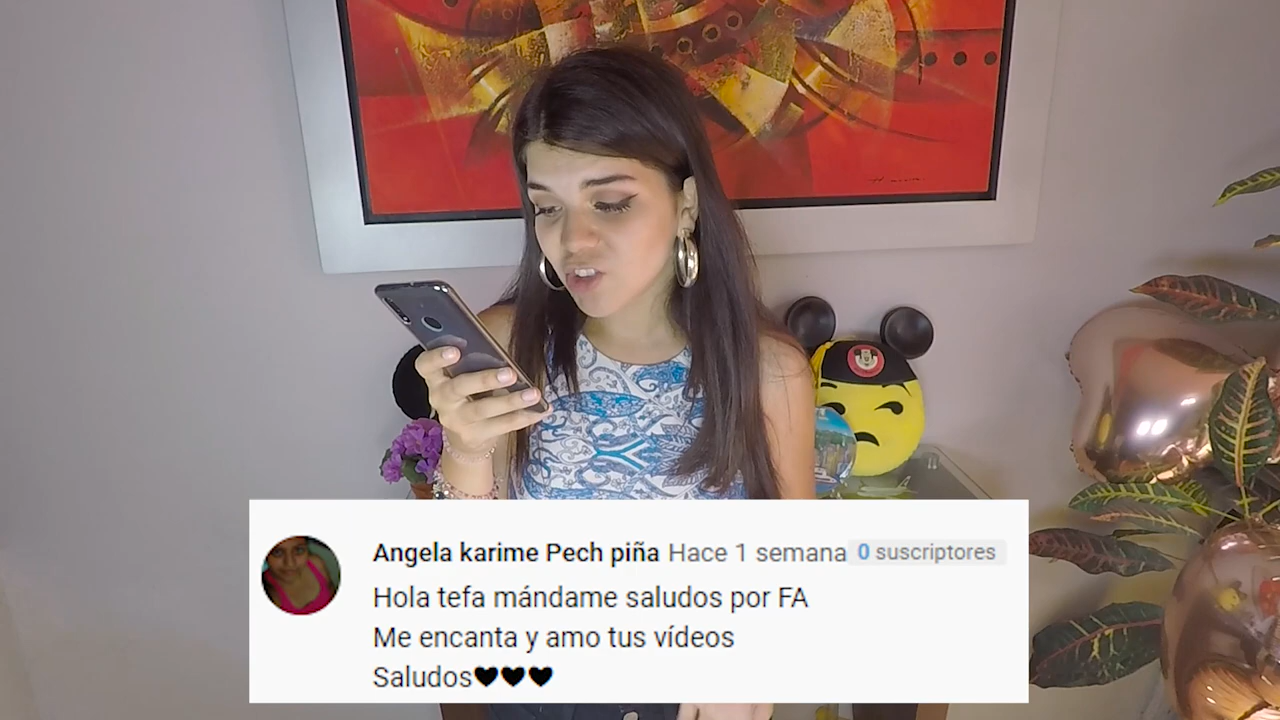 Angela karime Pech piña Hace 1 semana 0 suscriptores
Hola tefa mándame saludos por FA
Me encanta y amo tus vídeos
Saludos🖤🖤🖤